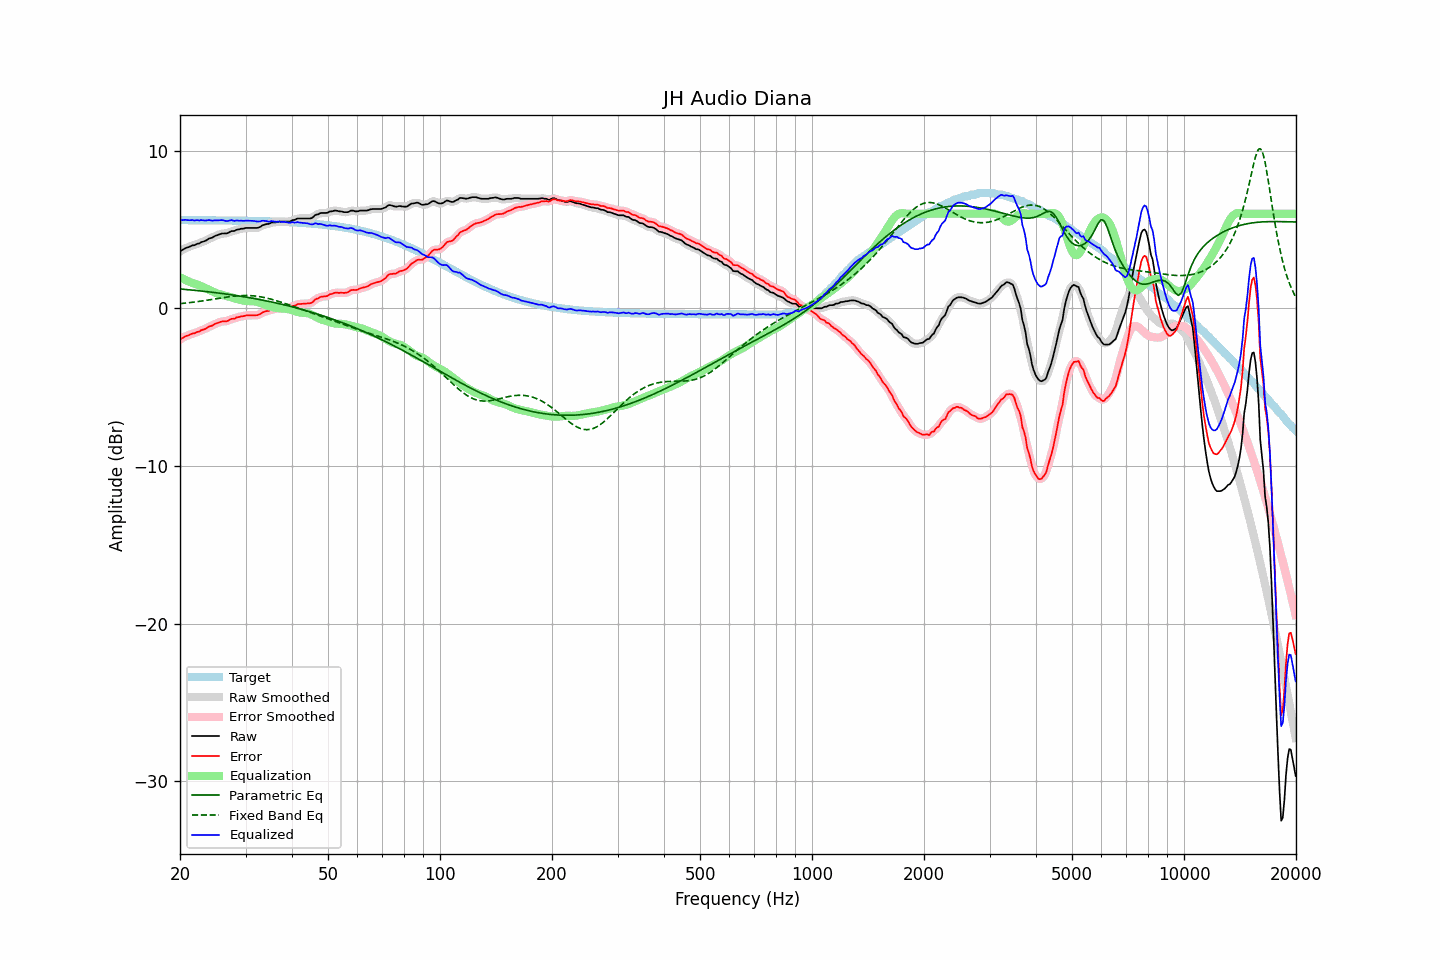 JH Audio Diana
Amplitude (dBr)
10
0
−10
−20
−30
Target
Raw Smoothed
Error Smoothed
Raw
Error
Equalization
Parametric Eq
Fixed Band Eq
Equalized
20 50 100 200 500 1000 2000 5000 10000 20000
Frequency (Hz)